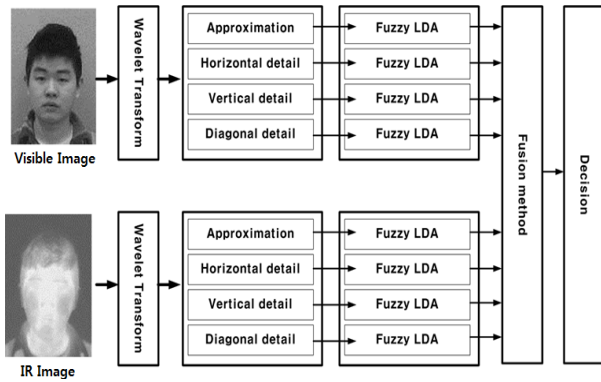 Visible Image
Wavelet Transform
Approximation
Horizontal detail
Vertical detail
Diagonal detail
Fuzzy LDA
Fuzzy LDA
Fuzzy LDA
Fuzzy LDA
IR Image
Wavelet Transform
Approximation
Horizontal detail
Vertical detail
Diagonal detail
Fuzzy LDA
Fuzzy LDA
Fuzzy LDA
Fuzzy LDA
Fusion method
Decision